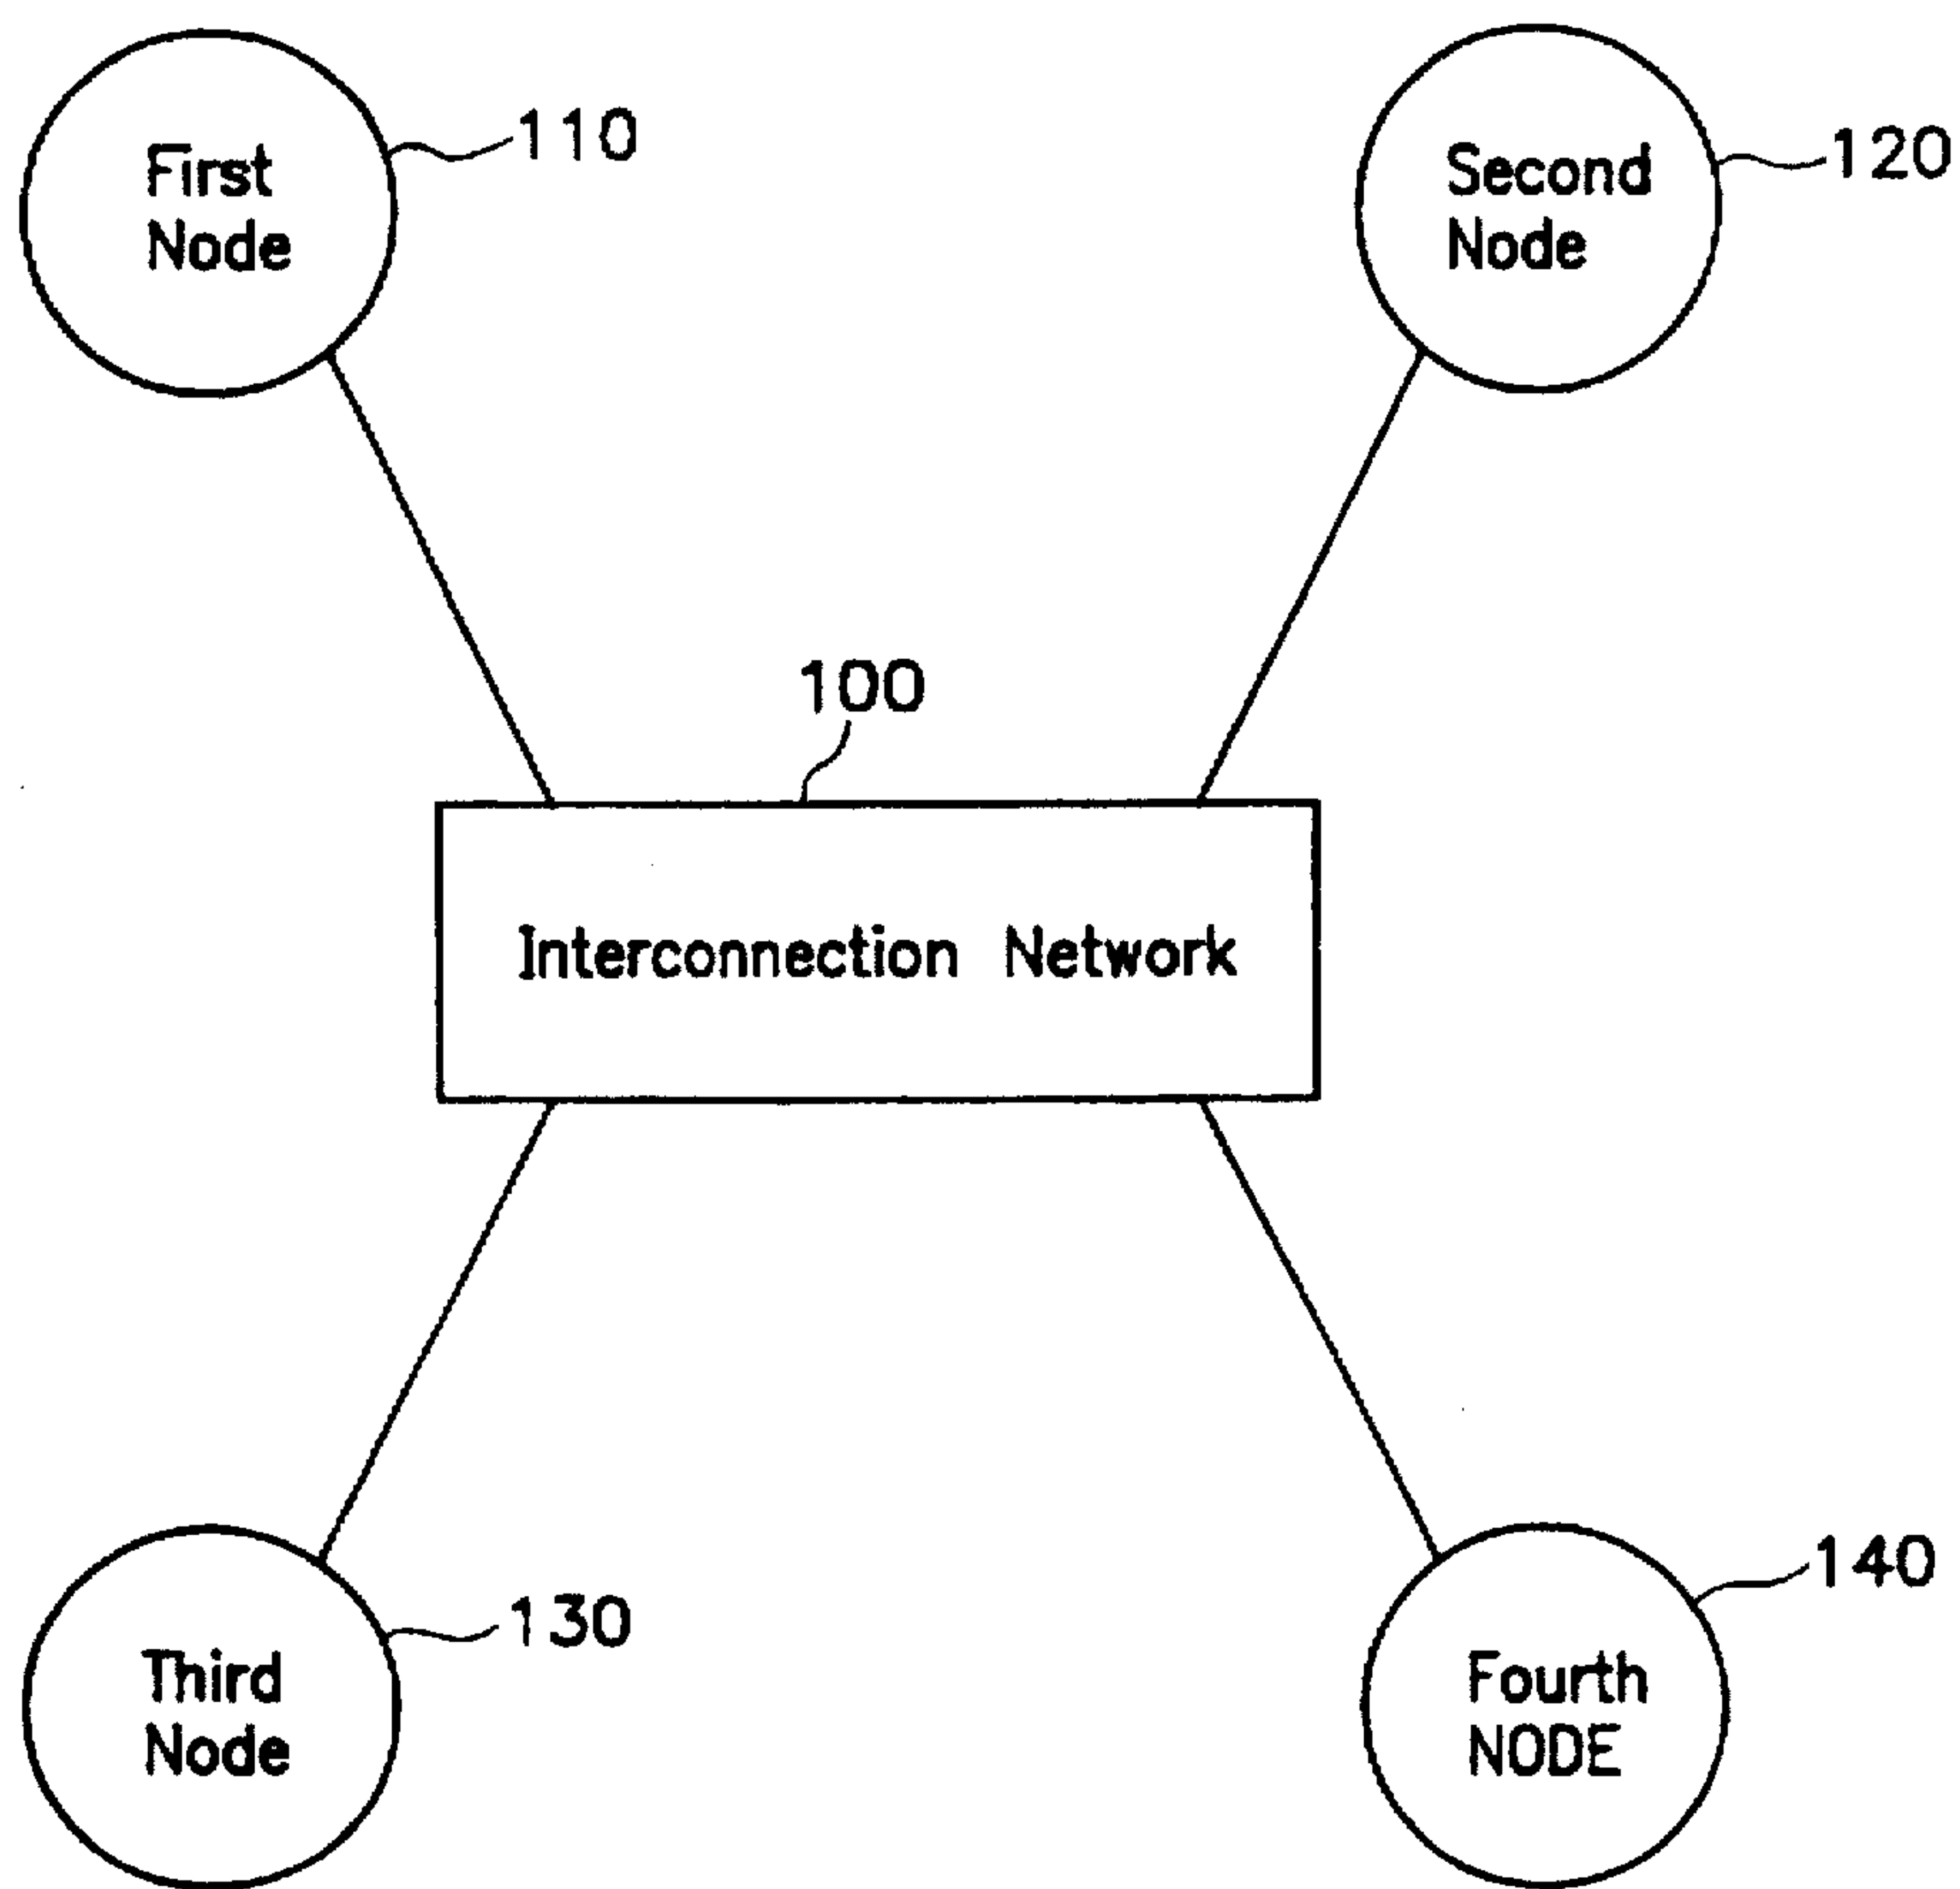 First
Node
110
Second
Node
120
100
Interconnection Network
Third
Node
130
Fourth
NODE
140